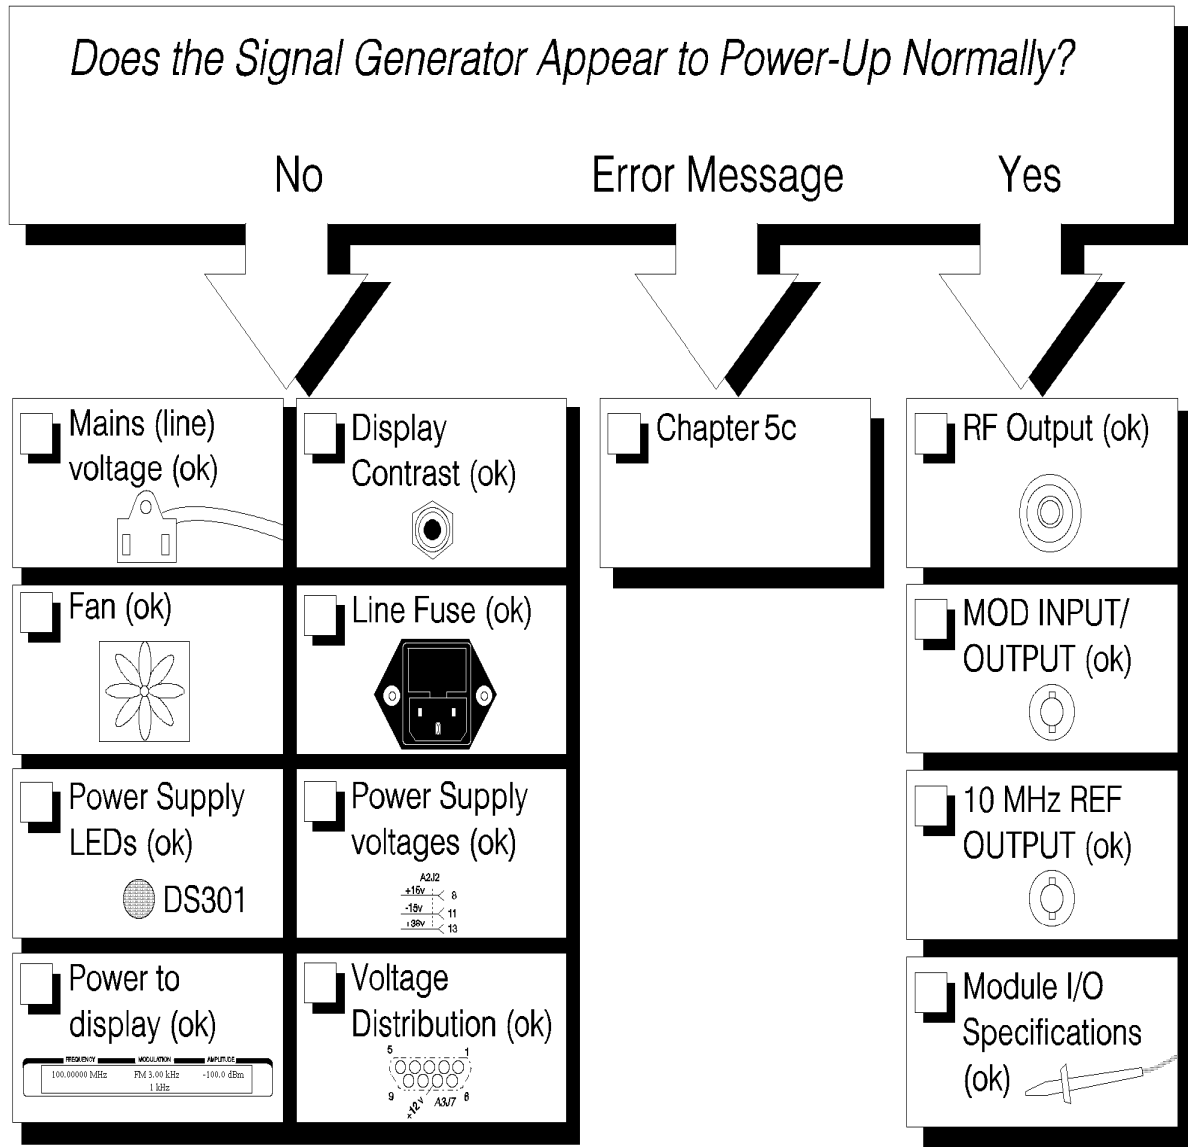 Does the Signal Generator Appear to Power-Up Normally?
No
Error Message
Yes
Mains (line)
voltage (ok)
Display
Contrast (ok)
Chapter 5c
RF Output (ok)
Fan (ok)
Line Fuse (ok)
MOD INPUT/
OUTPUT (ok)
Power Supply
LEDs (ok)
DS301
Power Supply
voltages (ok)
A2J2
+15v 8
-15v 11
+38v 13
10 MHz REF
OUTPUT (ok)
Power to
display (ok)
FREQUENCY MODULATION AMPLITUDE
100.00000 MHz FM 3.00 kHz -100.0 dBm
1 kHz
Voltage
Distribution (ok)
5 1
9 6
+12v A3J7
Module I/O
Specifications
(ok)